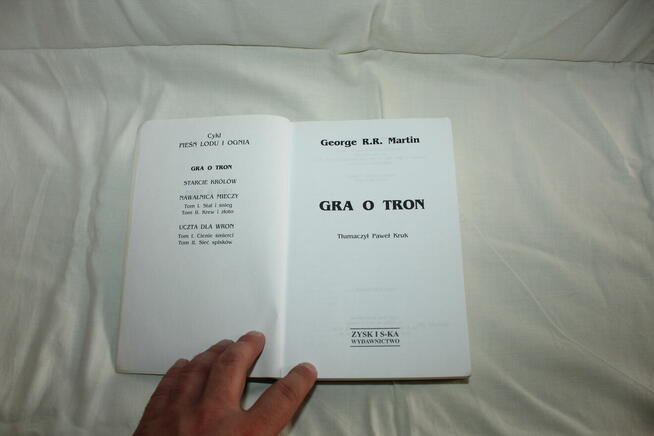 Cykl
PIEŚŃ LODU I OGNIA
GRA O TRON
STARCIE KRÓLÓW
NAWAŁNICA MIECZY
Tom I. Stal i śnieg
Tom II. Krew i złoto
UCZTA DLA WRON
Tom I. Cienie śmierci
Tom II. Sieć spisków
George R.R. Martin
GRA O TRON
Tłumaczył Paweł Kruk
ZYSK I S-KA
WYDAWNICTWO